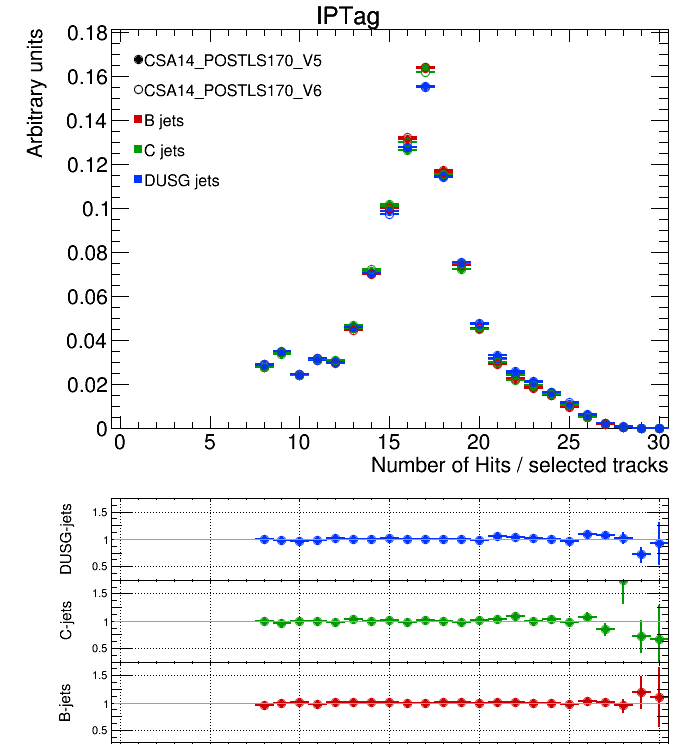 IPTag
Arbitrary units
0.18
0.16
0.14
0.12
0.1
0.08
0.06
0.04
0.02
0
CSA14_POSTLS170_V5
CSA14_POSTLS170_V6
B jets
C jets
DUSG jets
0 5 10 15 20 25 30
Number of Hits / selected tracks
DUSG-jets
1.5
1
0.5
C-jets
1.5
1
0.5
B-jets
1.5
1
0.5